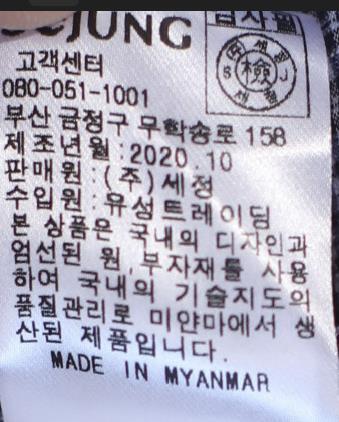 JUNG
검사필
고객센터
080-051-1001
부산 금정구 무학송로 158
제조년월:2020.10
판매원:(주)세정
수입원:유성트레이딩
본 상품은 국내의 디자인과
엄선된 원,부자재를 사용
하여 국내의 기술지도의
품질관리로 미얀마에서 생
산된 제품입니다.
MADE IN MYANMAR